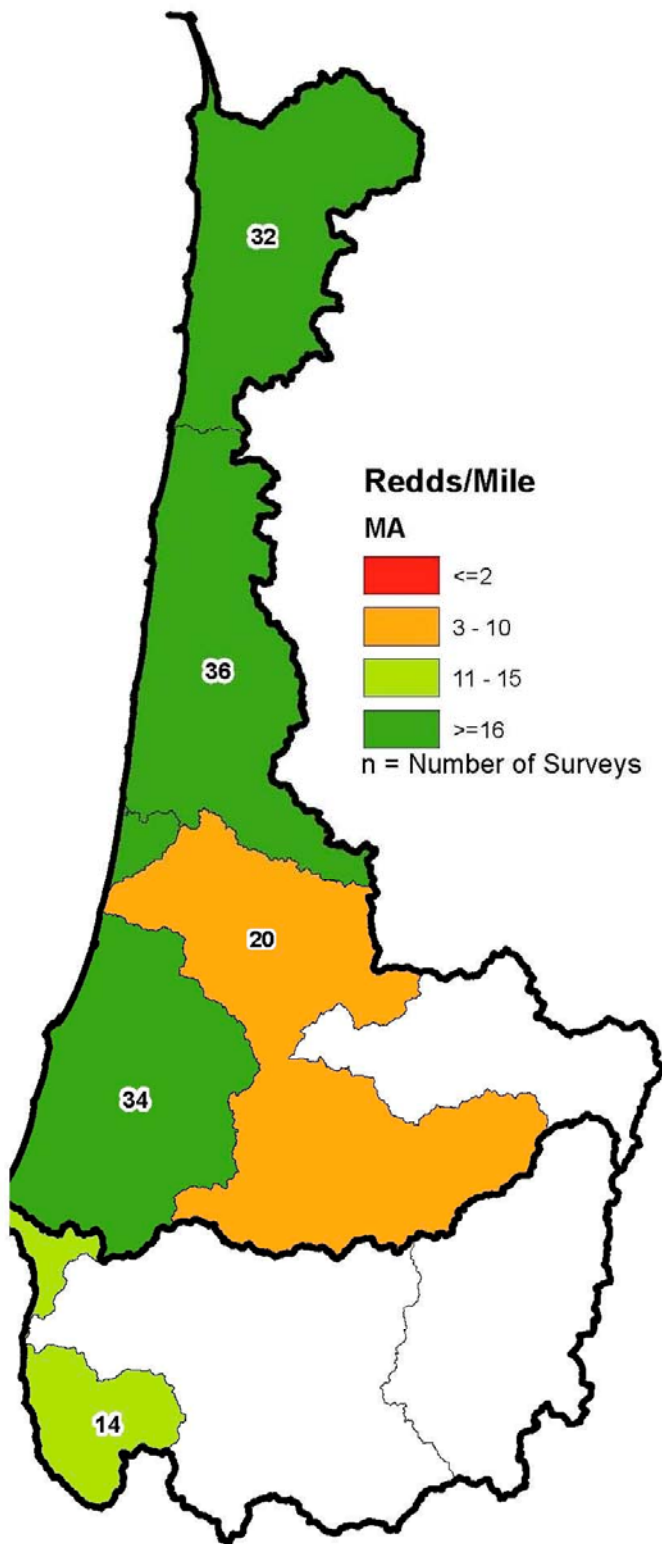 32
Redds/Mile
MA
<=2
3 - 10
11 - 15
>=16
n = Number of Surveys
36
20
34
14